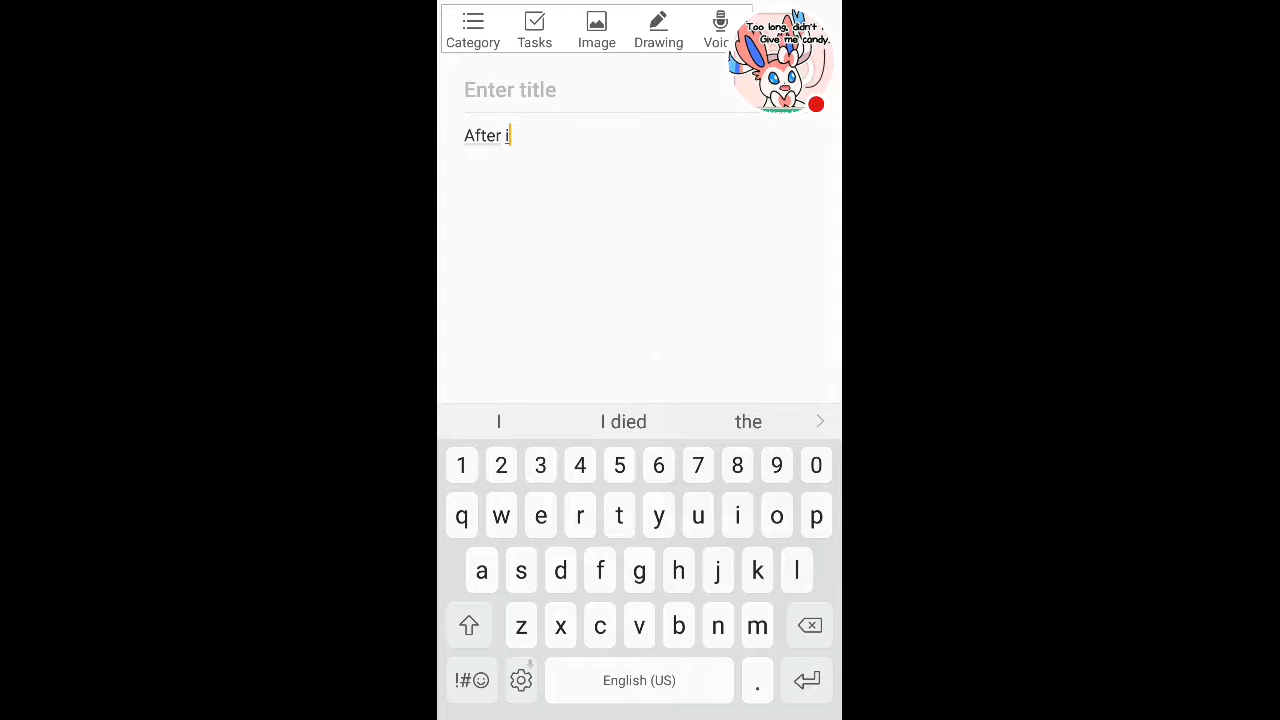 Category Tasks Image Drawing Voic
Too long, didn't
Give me candy.
Enter title
After i
I I died the
1 2 3 4 5 6 7 8 9 0
q w e r t y u i o p
a s d f g h j k l
z x c v b n m
!#☺ English (US) .